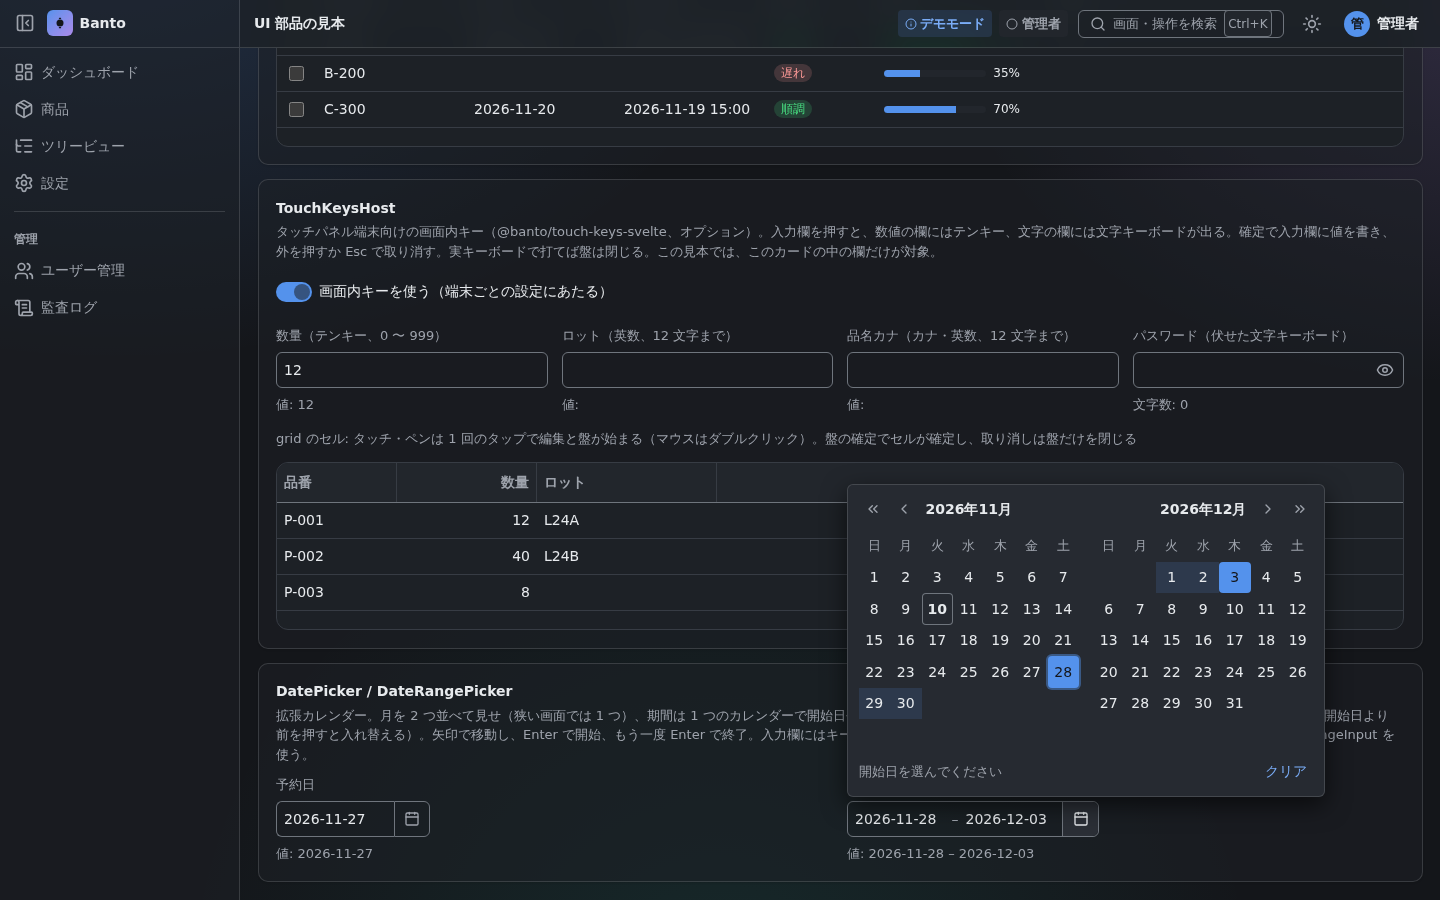 Banto
UI 部品の見本
デモモード
管理者
画面・操作を検索
Ctrl+K
管
管理者
ダッシュボード
商品
ツリービュー
設定
管理
ユーザー管理
監査ログ
B-200 遅れ 35%
C-300 2026-11-20 2026-11-19 15:00 順調 70%
TouchKeysHost
タッチパネル端末向けの画面内キー（@banto/touch-keys-svelte、オプション）。入力欄を押すと、数値の欄にはテンキー、文字の欄には文字キーボードが出る。確定で入力欄に値を書き、
外を押すか Esc で取り消す。実キーボードで打てば盤は閉じる。この見本では、このカードの中の欄だけが対象。
画面内キーを使う（端末ごとの設定にあたる）
数量（テンキー、0 〜 999） ロット（英数、12 文字まで） 品名カナ（カナ・英数、12 文字まで） パスワード（伏せた文字キーボード）
12
値: 12 値: 値: 文字数: 0
grid のセル: タッチ・ペンは 1 回のタップで編集と盤が始まる（マウスはダブルクリック）。盤の確定でセルが確定し、取り消しは盤だけを閉じる
品番 数量 ロット
P-001 12 L24A
P-002 40 L24B
P-003 8
2026年11月 2026年12月
日 月 火 水 木 金 土 日 月 火 水 木 金 土
1 2 3 4 5 6 7 1 2 3 4 5
8 9 10 11 12 13 14 6 7 8 9 10 11 12
15 16 17 18 19 20 21 13 14 15 16 17 18 19
22 23 24 25 26 27 28 20 21 22 23 24 25 26
29 30 27 28 29 30 31
開始日を選んでください クリア
DatePicker / DateRangePicker
拡張カレンダー。月を 2 つ並べて見せ（狭い画面では 1 つ）、期間は 1 つのカレンダーで開始日 開始日より
前を押すと入れ替える）。矢印で移動し、Enter で開始、もう一度 Enter で終了。入力欄にはキー ngeInput を
使う。
予約日
2026-11-27
2026-11-28 – 2026-12-03
値: 2026-11-27
値: 2026-11-28 – 2026-12-03